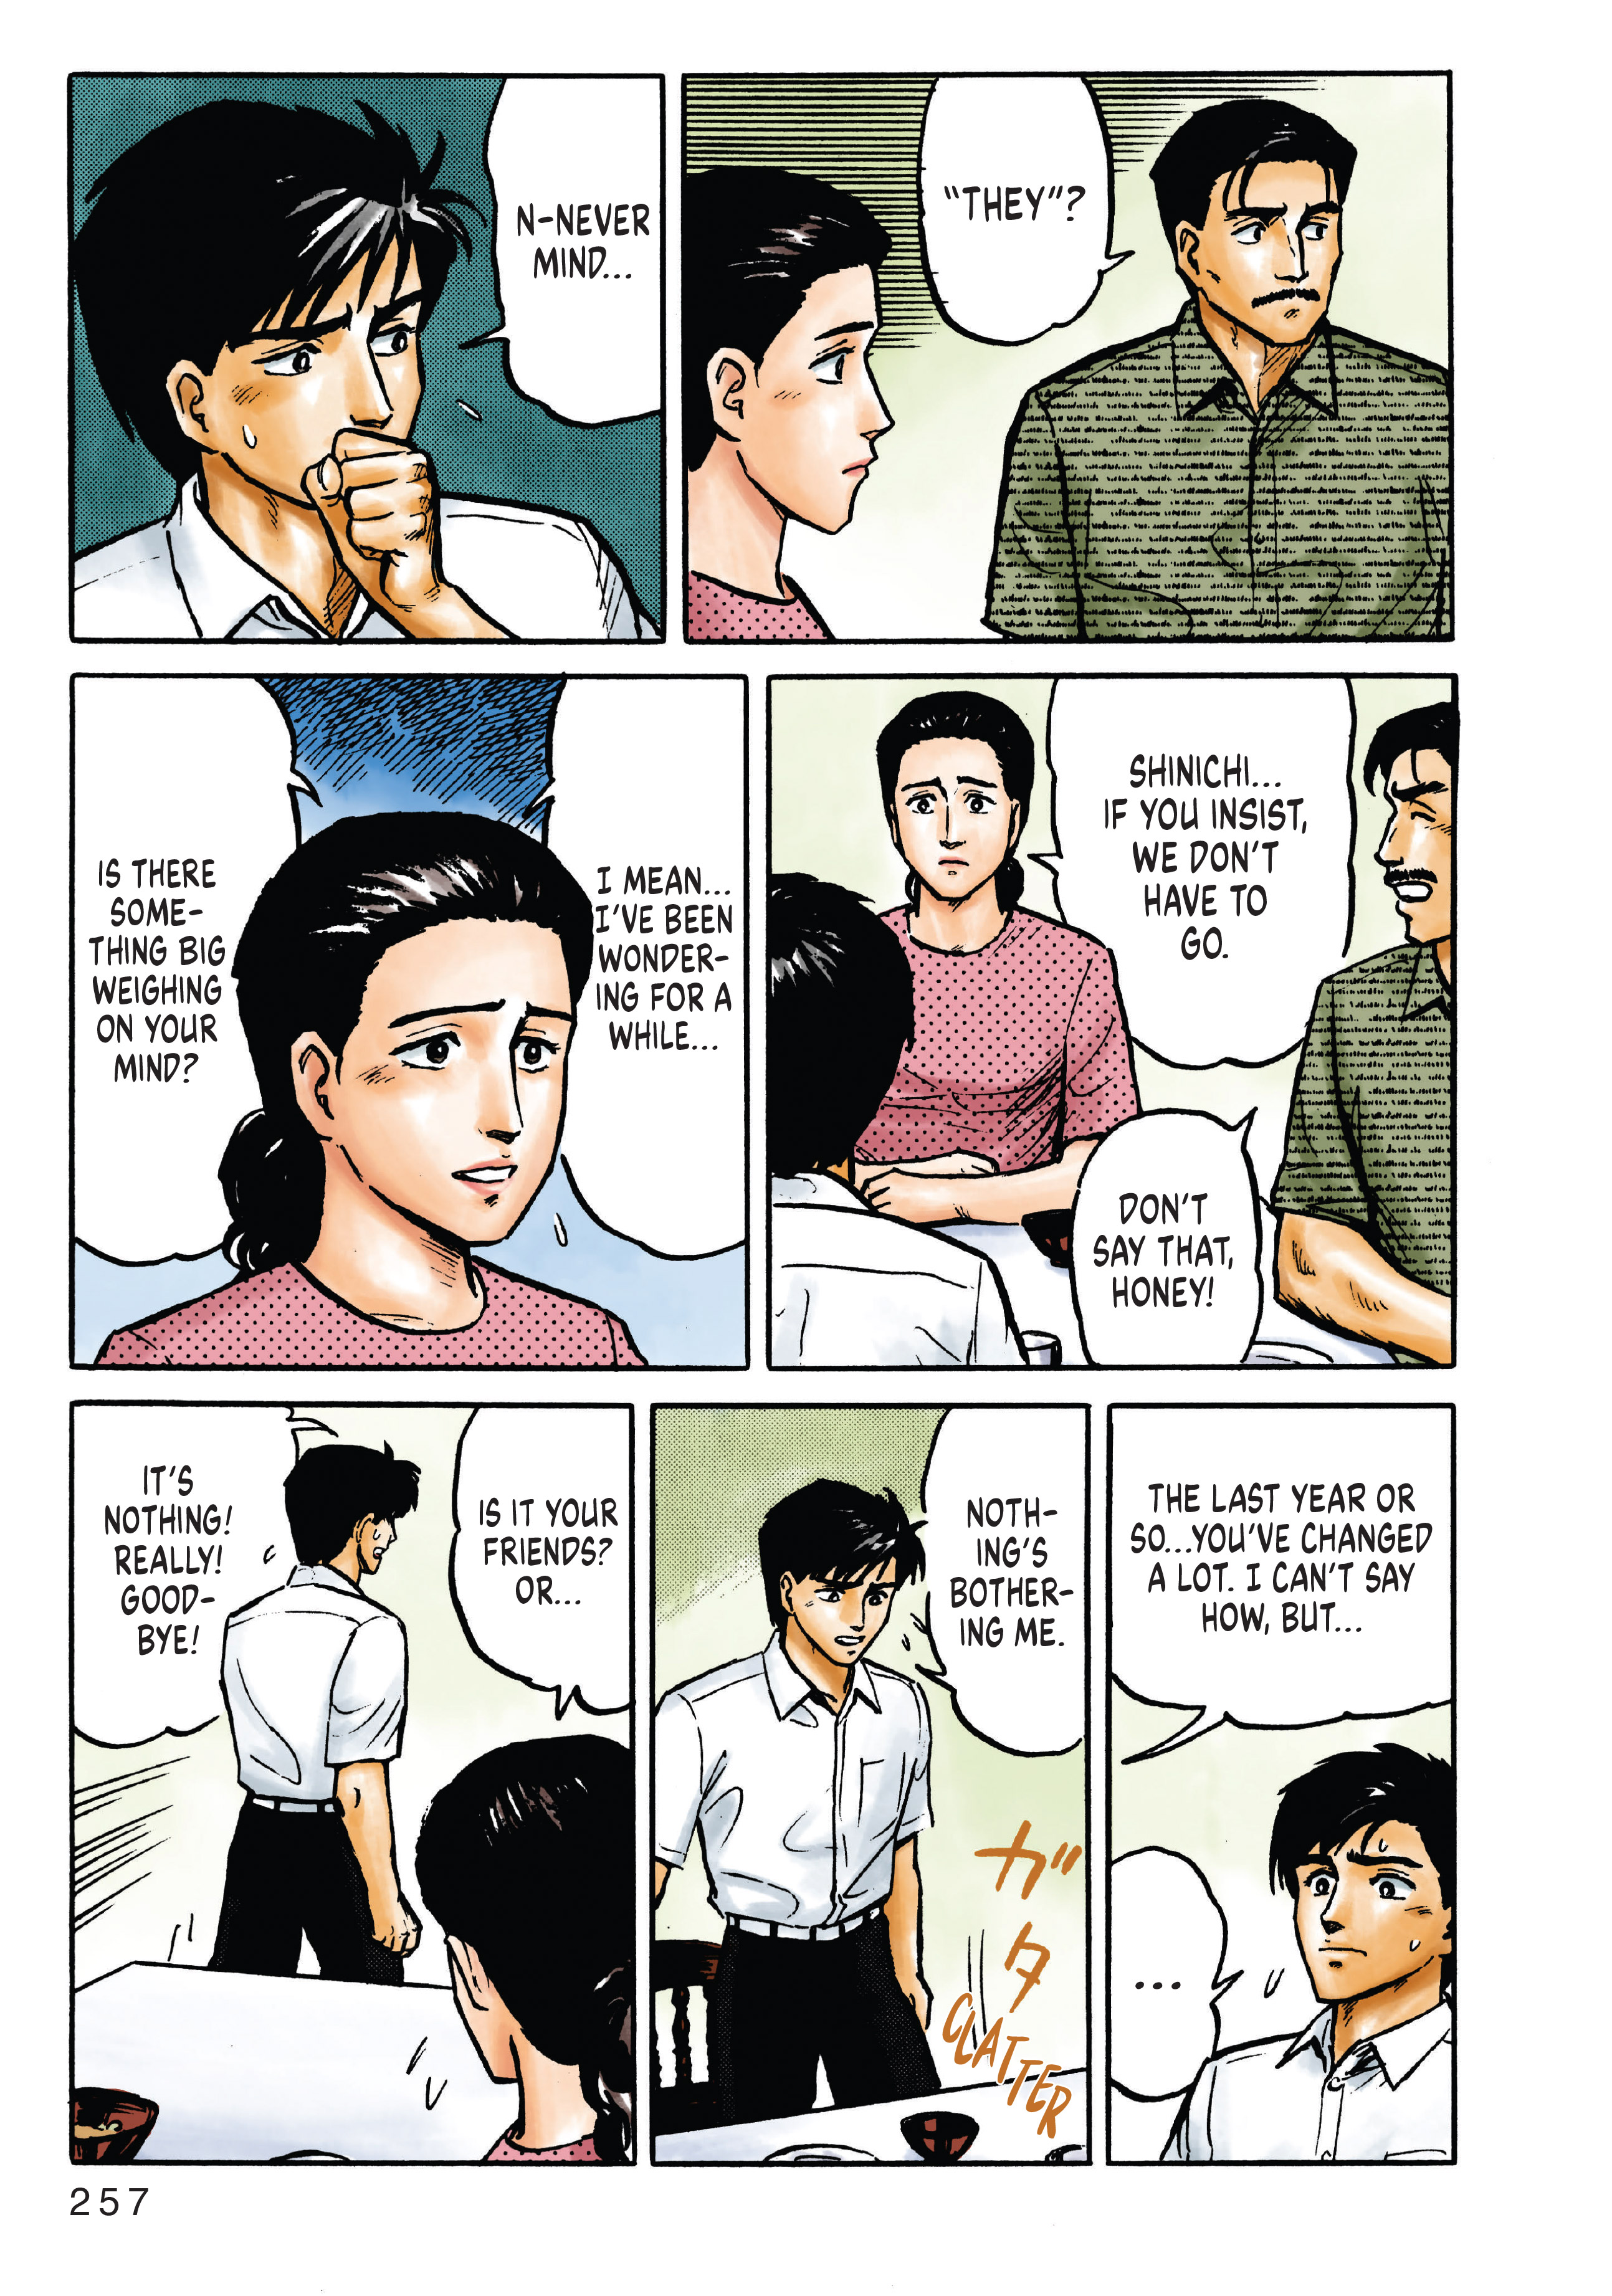 "THEY"?
N-NEVER
MIND...
SHINICHI...
IF YOU INSIST,
WE DON'T
HAVE TO
GO.
DON'T
SAY THAT,
HONEY!
I MEAN...
I'VE BEEN
WONDER-
ING FOR A
WHILE...
IS THERE
SOME-
THING BIG
WEIGHING
ON YOUR
MIND?
THE LAST YEAR OR
SO...YOU'VE CHANGED
A LOT. I CAN'T SAY
HOW, BUT...
...
NOTH-
ING'S
BOTHER-
ING ME.
ガタ
CLATTER
IS IT YOUR
FRIENDS?
OR...
IT'S
NOTHING!
REALLY!
GOOD-
BYE!
257